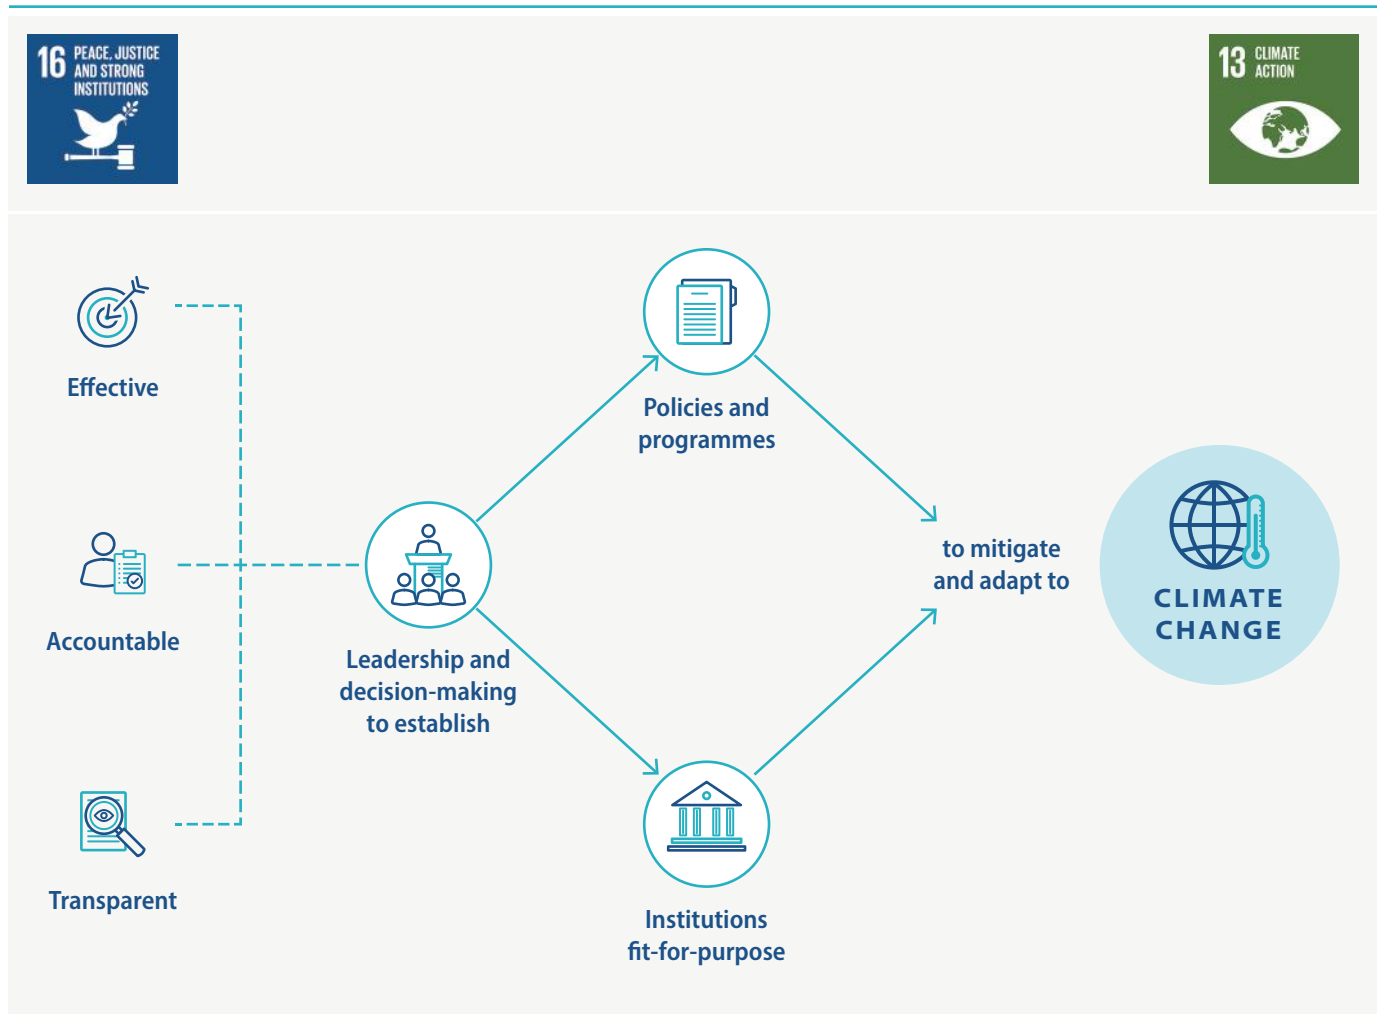 16 PEACE, JUSTICE
AND STRONG
INSTITUTIONS
13 CLIMATE
ACTION
Effective
Accountable
Transparent
Leadership and
decision-making
to establish
Policies and
programmes
Institutions
fit-for-purpose
to mitigate
and adapt to
CLIMATE
CHANGE